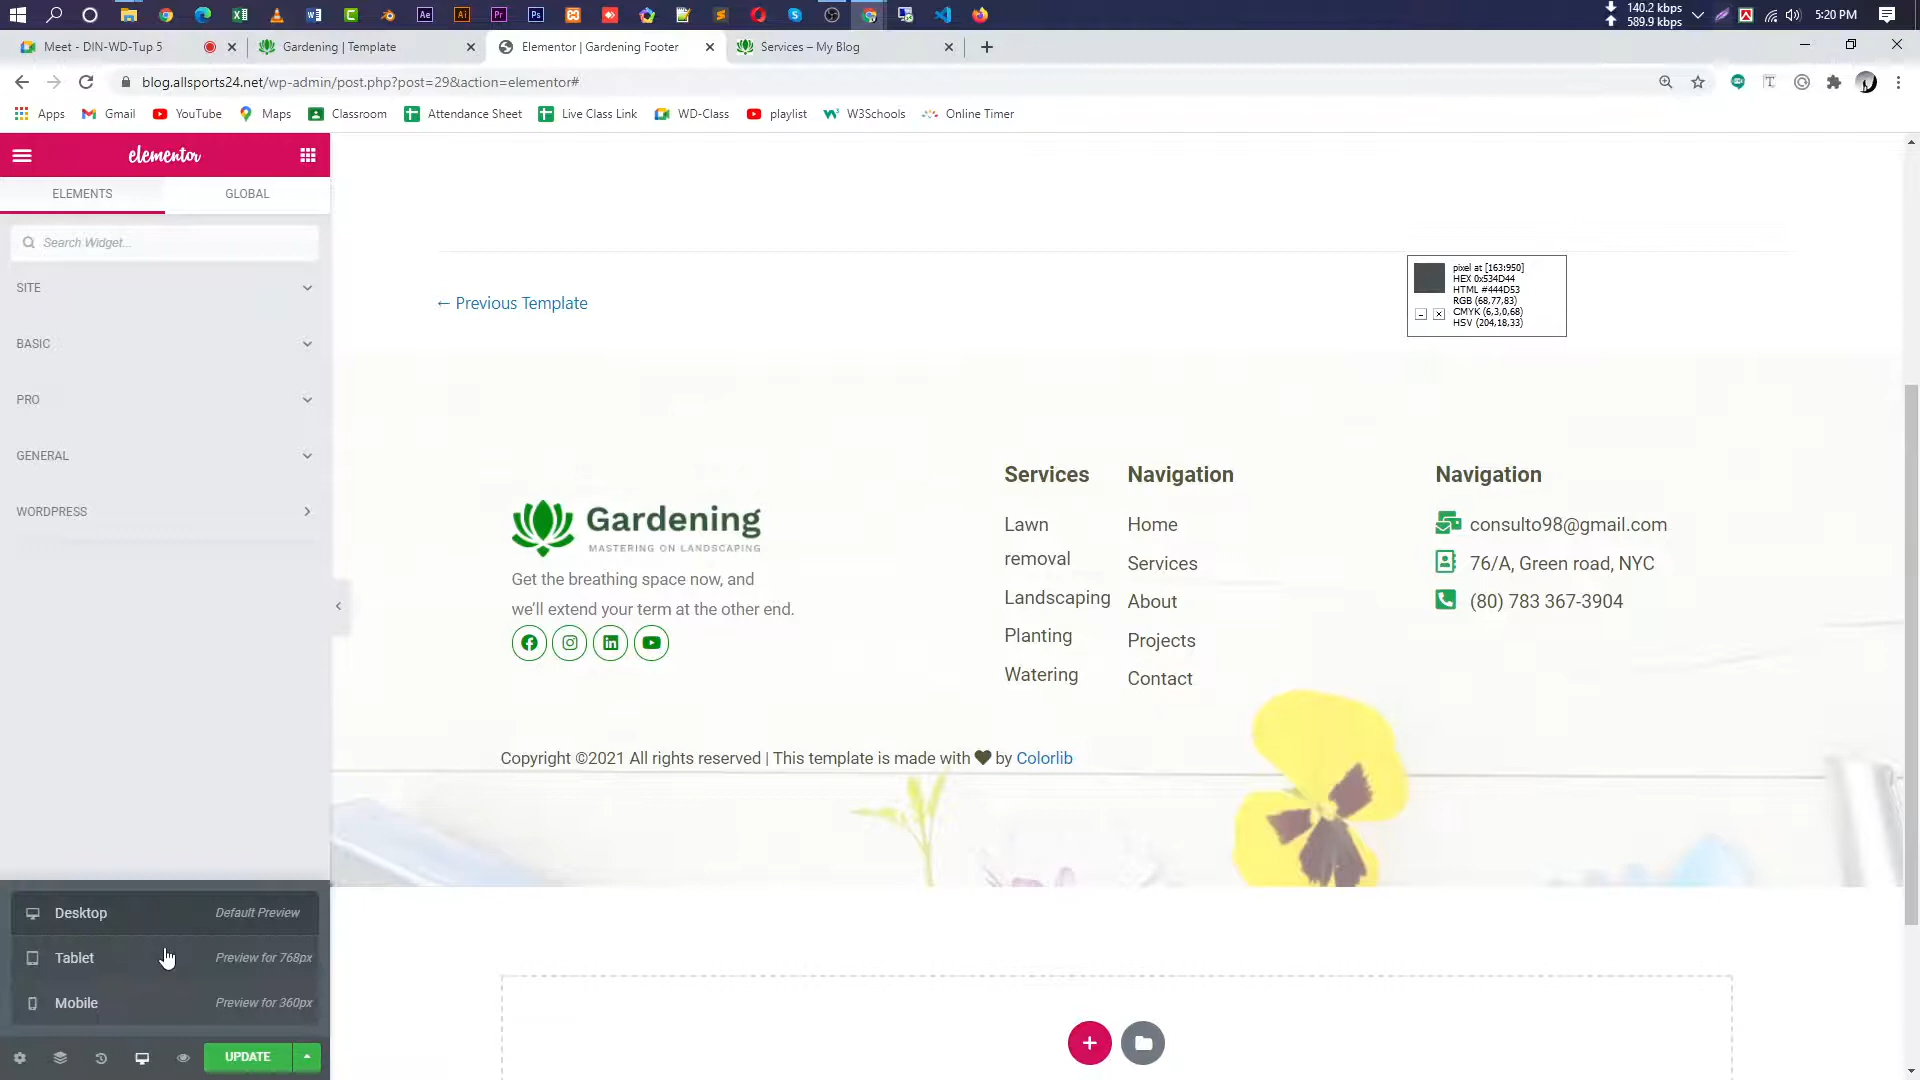 140.2 kbps
589.9 kbps
5:20 PM
Meet - DIN-WD-Tup 5
Gardening | Template
Elementor | Gardening Footer
Services – My Blog
blog.allsports24.net/wp-admin/post.php?post=29&action=elementor#
Apps
Gmail
YouTube
Maps
Classroom
Attendance Sheet
Live Class Link
WD-Class
playlist
W3Schools
Online Timer
elementor
ELEMENTS
GLOBAL
Search Widget...
SITE
BASIC
PRO
GENERAL
WORDPRESS
← Previous Template
pixel at [163:950]
HEX 0x534D44
HTML #444D53
RGB (68,77,83)
CMYK (6,3,0,68)
HSV (204,18,33)
Gardening
MASTERING ON LANDSCAPING
Get the breathing space now, and
we'll extend your term at the other end.
Services
Lawn
removal
Landscaping
Planting
Watering
Navigation
Home
Services
About
Projects
Contact
Navigation
consulto98@gmail.com
76/A, Green road, NYC
(80) 783 367-3904
Copyright ©2021 All rights reserved | This template is made with ♥ by Colorlib
Desktop
Default Preview
Tablet
Preview for 768px
Mobile
Preview for 360px
UPDATE